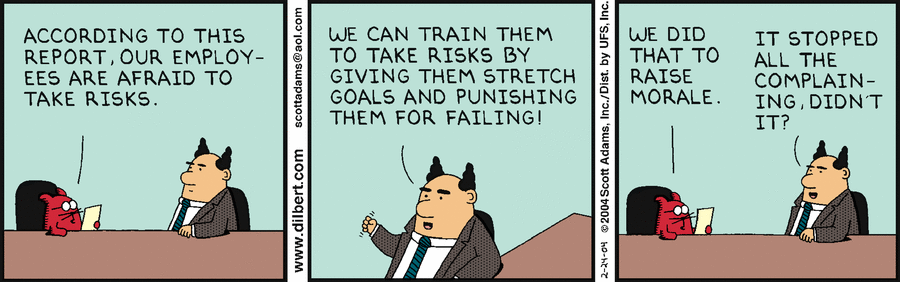 ACCORDING TO THIS
REPORT, OUR EMPLOY-
EES ARE AFRAID TO
TAKE RISKS.
www.dilbert.com scottadams@aol.com
WE CAN TRAIN THEM
TO TAKE RISKS BY
GIVING THEM STRETCH
GOALS AND PUNISHING
THEM FOR FAILING!
2-24-04 © 2004 Scott Adams, Inc./Dist. by UFS, Inc.
WE DID
THAT TO
RAISE
MORALE.
IT STOPPED
ALL THE
COMPLAIN-
ING, DIDN'T
IT?